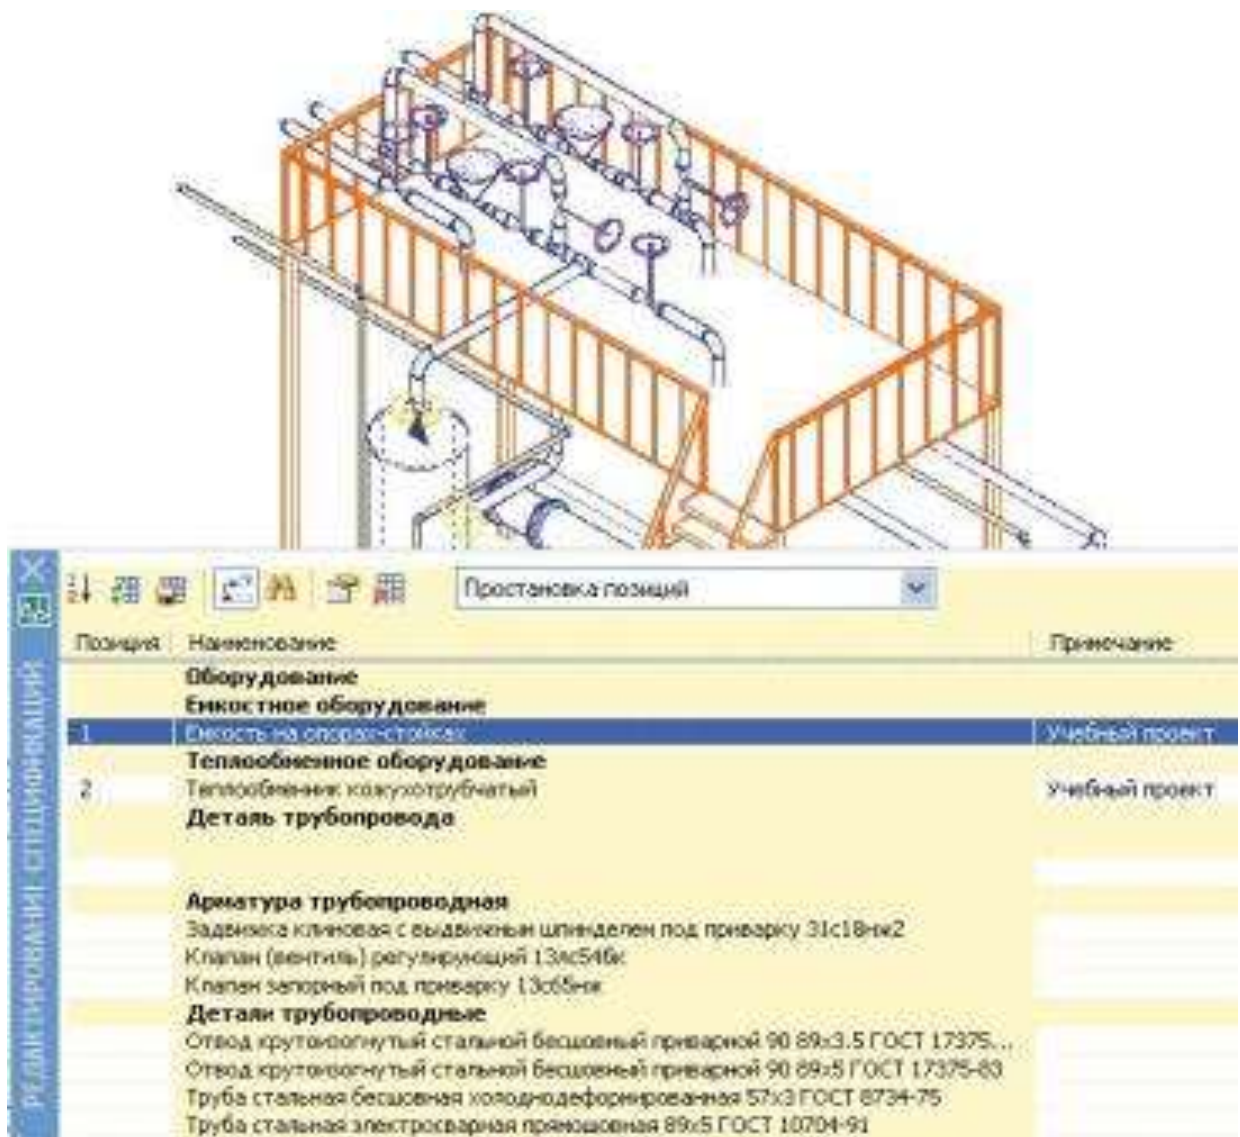 Простановка позиций
Позиция Наименование Примечание
Оборудование
Емкостное оборудование
1 Емкость на опорах-стойках Учебный проект
Теплообменное оборудование
2 Теплообменник кожухотрубчатый Учебный проект
Деталь трубопровода
Арматура трубопроводная
Задвижка клиновая с выдвижным шпинделем под приварку 31с18нж2
Клапан (вентиль) регулирующий 13лс54бк
Клапан запорный под приварку 13с65нж
Детали трубопроводные
Отвод крутоизогнутый стальной бесшовный приварной 90 89х3.5 ГОСТ 17375...
Отвод крутоизогнутый стальной бесшовный приварной 90 89х5 ГОСТ 17375-83
Труба стальная бесшовная холоднодеформированная 57х3 ГОСТ 8734-75
Труба стальная электросварная прямошовная 89х5 ГОСТ 10704-91
РЕДАКТИРОВАНИЕ СПЕЦИФИКАЦИЙ